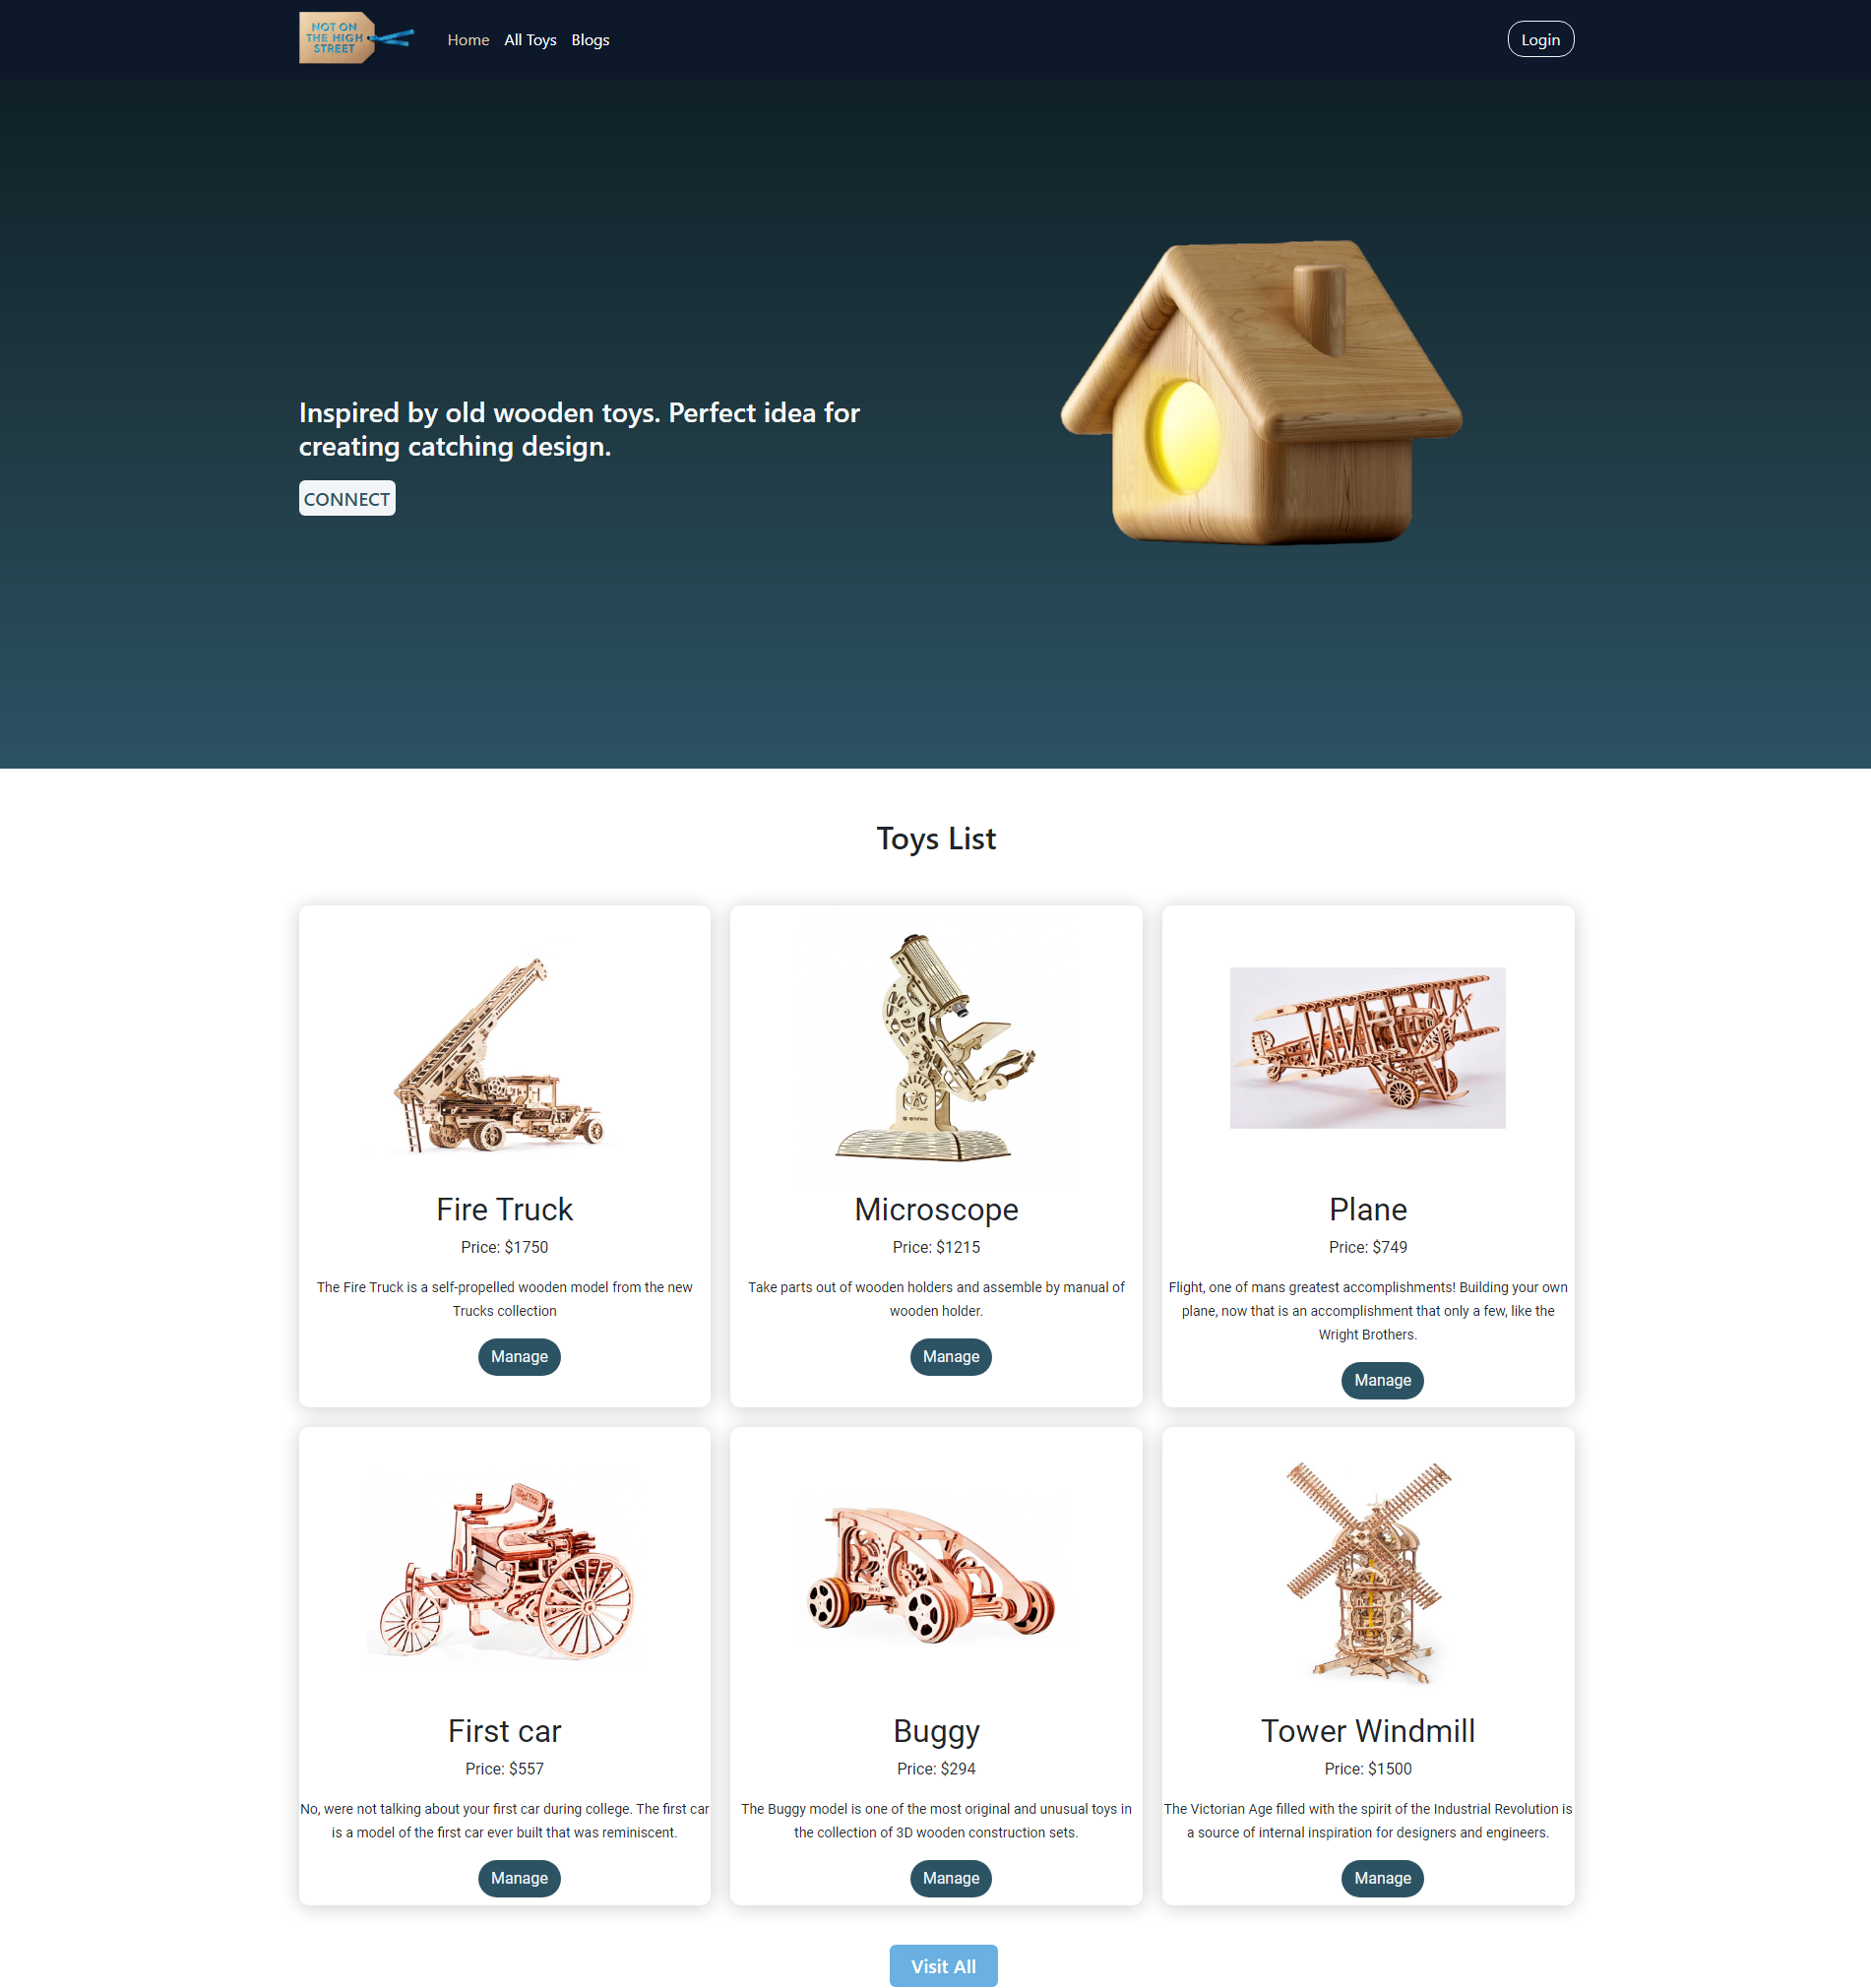 NOT ON
THE HIGH
STREET
Home All Toys Blogs
Login
Inspired by old wooden toys. Perfect idea for
creating catching design.
CONNECT
Toys List
Fire Truck
Price: $1750
The Fire Truck is a self-propelled wooden model from the new
Trucks collection
Manage
Microscope
Price: $1215
Take parts out of wooden holders and assemble by manual of
wooden holder.
Manage
Plane
Price: $749
Flight, one of mans greatest accomplishments! Building your own
plane, now that is an accomplishment that only a few, like the
Wright Brothers.
Manage
First car
Price: $557
No, were not talking about your first car during college. The first car
is a model of the first car ever built that was reminiscent.
Manage
Buggy
Price: $294
The Buggy model is one of the most original and unusual toys in
the collection of 3D wooden construction sets.
Manage
Tower Windmill
Price: $1500
The Victorian Age filled with the spirit of the Industrial Revolution is
a source of internal inspiration for designers and engineers.
Manage
Visit All